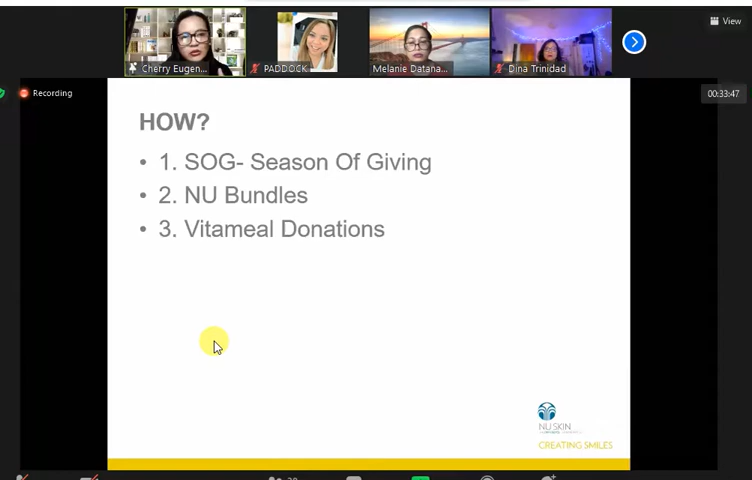 View
Cherry Eugen...
PADDOCK
Melanie Datana...
Dina Trinidad
Recording
00:33:47
HOW?
• 1. SOG- Season Of Giving
• 2. NU Bundles
• 3. Vitameal Donations
NU SKIN
CREATING SMILES